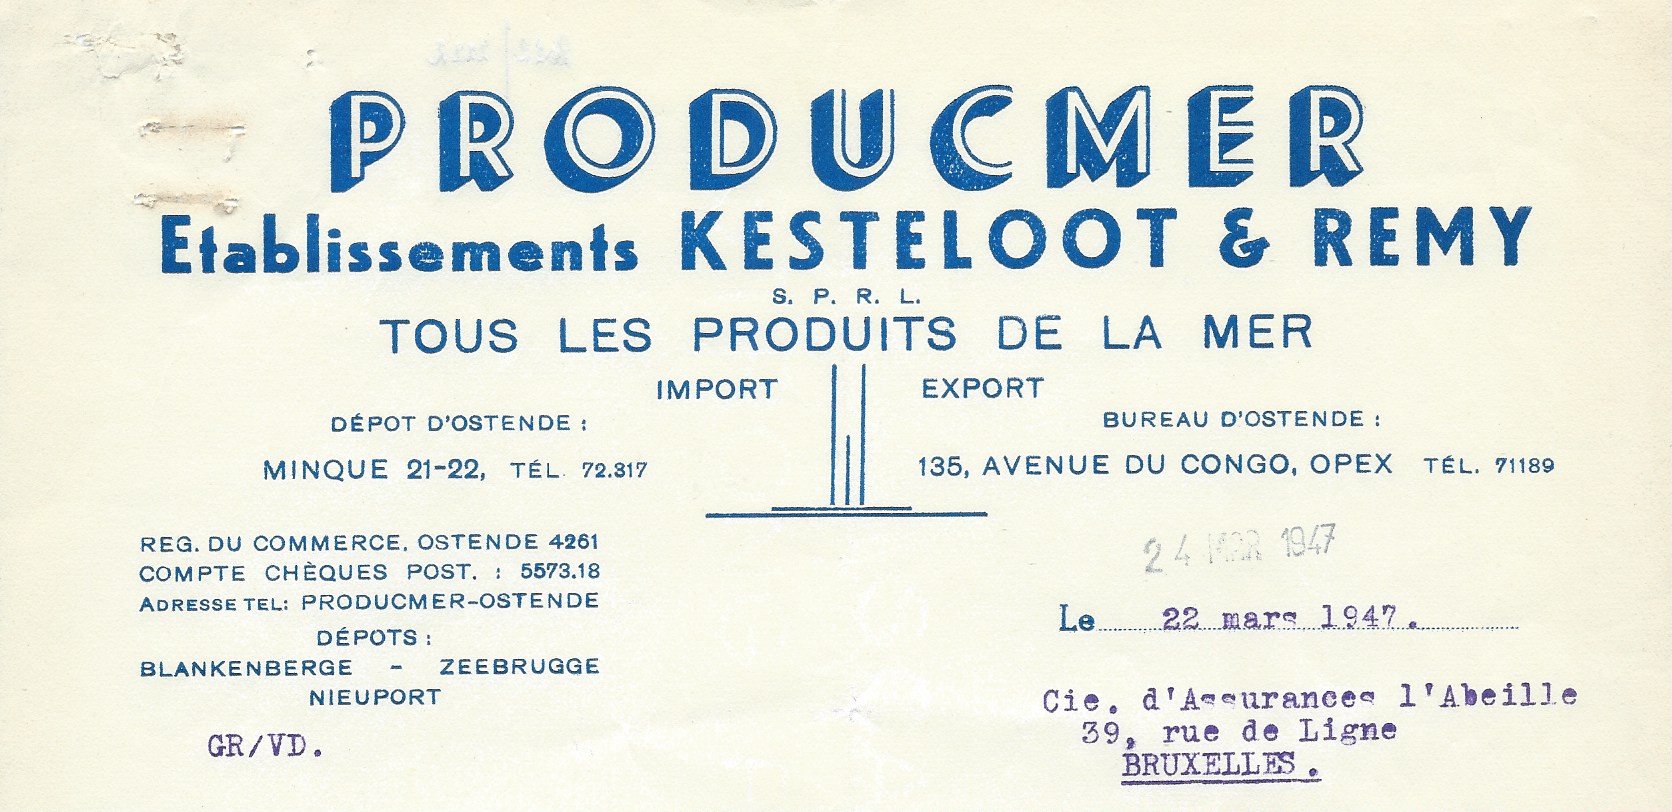 PRODUCMER
Etablissements KESTELOOT & REMY
S. P. R. L.
TOUS LES PRODUITS DE LA MER
IMPORT EXPORT
DÉPOT D'OSTENDE :
MINQUE 21-22, TÉL. 72.317
BUREAU D'OSTENDE :
135, AVENUE DU CONGO, OPEX TÉL. 71189
REG. DU COMMERCE. OSTENDE 4261
COMPTE CHÈQUES POST. : 5573.18
ADRESSE TEL: PRODUCMER-OSTENDE
DÉPOTS :
BLANKENBERGE - ZEEBRUGGE
NIEUPORT
GR/VD.
24 MAR 1947
Le 22 mars 1947.
Cie. d'Assurances l'Abeille
39, rue de Ligne
BRUXELLES.